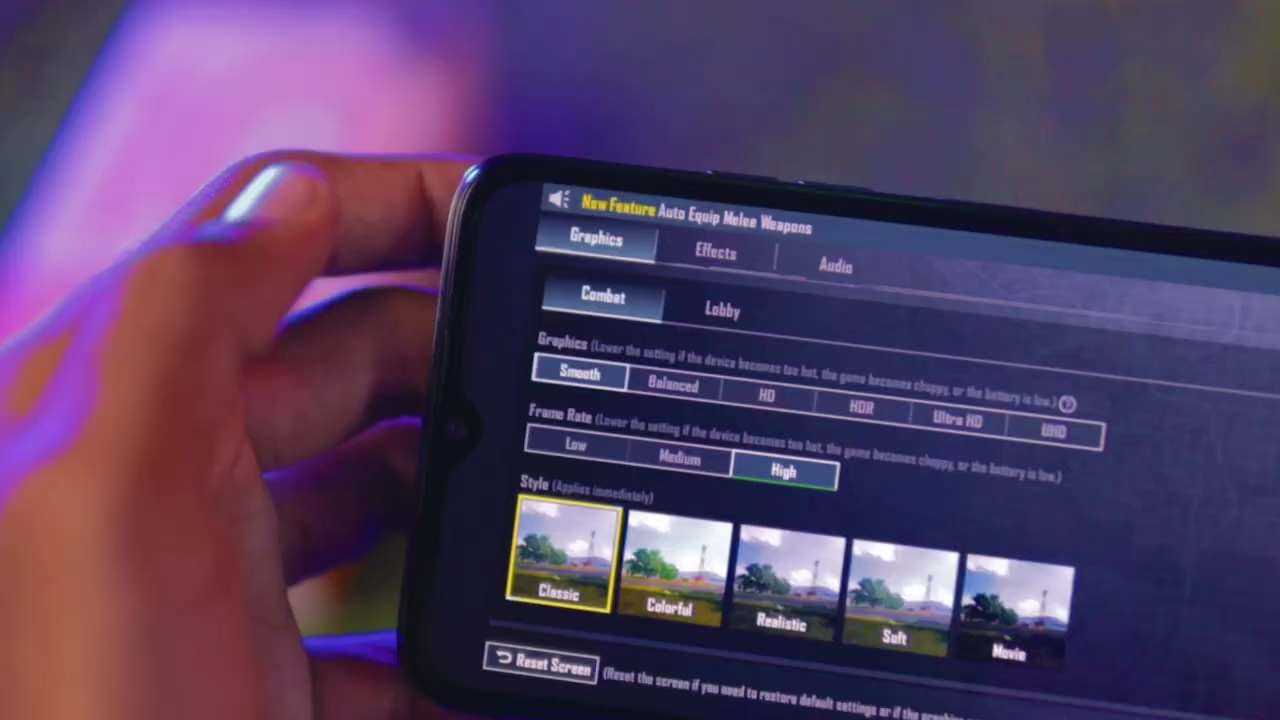 New Feature Auto Equip Melee Weapons
Graphics Effects Audio
Combat Lobby
Graphics (Lower the setting if the device becomes too hot, the game becomes choppy, or the battery is low.) ?
Smooth Balanced HD HDR Ultra HD UHD
Frame Rate (Lower the setting if the device becomes too hot, the game becomes choppy, or the battery is low.)
Low Medium High
Style (Applies immediately)
Classic Colorful Realistic Soft Movie
Reset Screen (Reset the screen if you need to restore default settings or if the graphics